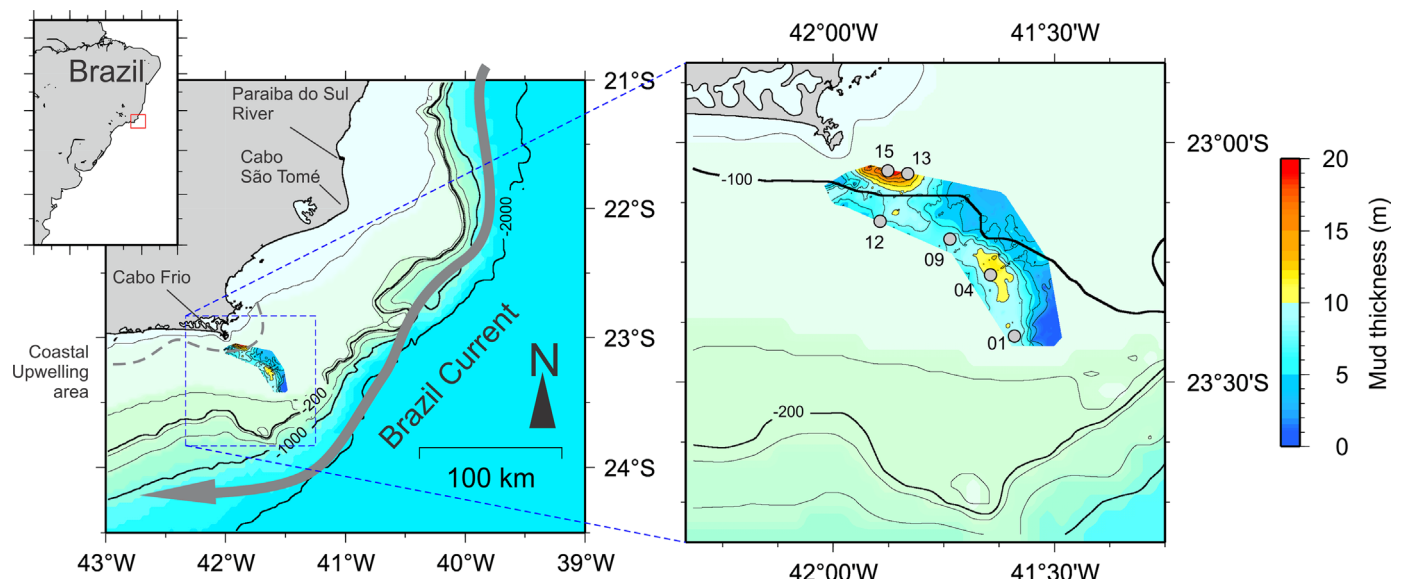 Brazil
Paraiba do Sul
River
Cabo
São Tomé
Cabo Frio
Coastal
Upwelling
area
-2000
-200
-1000
Brazil Current
N
100 km
21°S
22°S
23°S
24°S
43°W
42°W
41°W
40°W
39°W
42°00'W
41°30'W
15
13
-100
12
09
04
01
-200
23°00'S
23°30'S
42°00'W
41°30'W
20
15
10
5
0
Mud thickness (m)